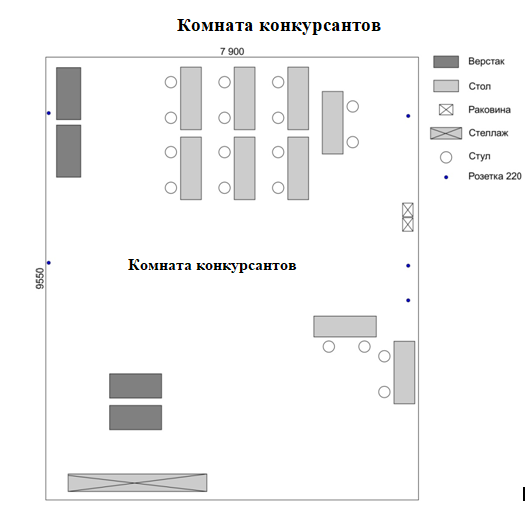 Комната конкурсантов
7 900
Верстак
Стол
Раковина
Стеллаж
Стул
Розетка 220
Комната конкурсантов
9550